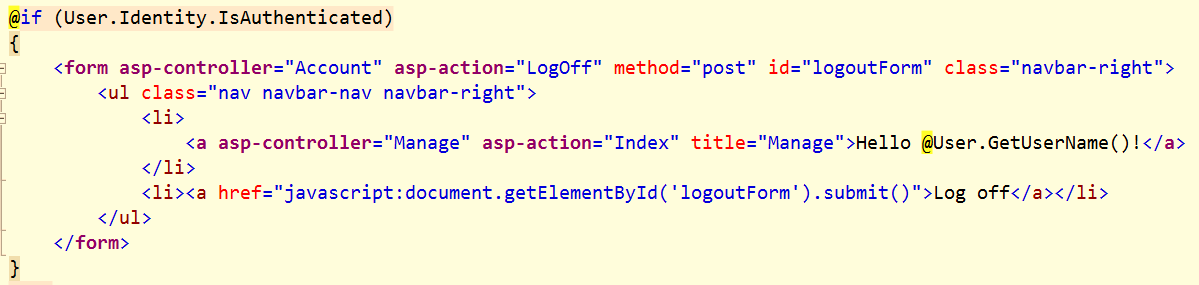 @if (User.Identity.IsAuthenticated)
{
    <form asp-controller="Account" asp-action="LogOff" method="post" id="logoutForm" class="navbar-right">
        <ul class="nav navbar-nav navbar-right">
            <li>
                <a asp-controller="Manage" asp-action="Index" title="Manage">Hello @User.GetUserName()!</a>
            </li>
            <li><a href="javascript:document.getElementById('logoutForm').submit()">Log off</a></li>
        </ul>
    </form>
}